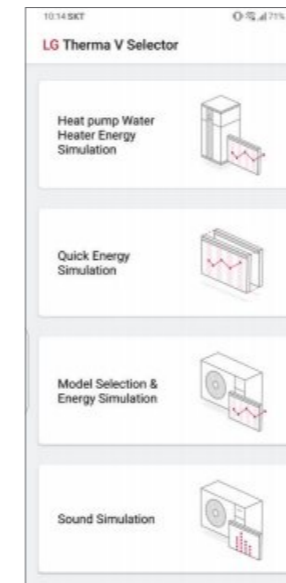 10:14 SKT 71%
LG Therma V Selector
Heat pump Water
Heater Energy
Simulation
Quick Energy
Simulation
Model Selection &
Energy Simulation
Sound Simulation